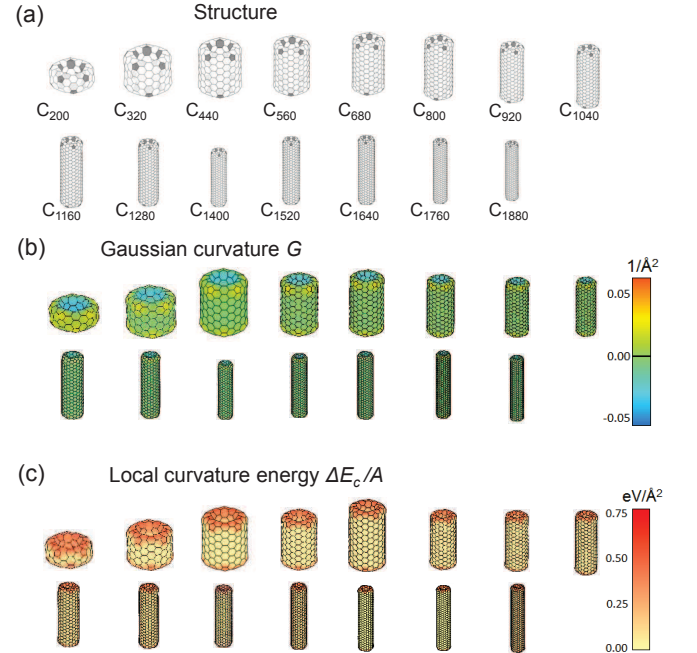 (a) Structure
C200 C320 C440 C560 C680 C800 C920 C1040
C1160 C1280 C1400 C1520 C1640 C1760 C1880
(b) Gaussian curvature G
1/Å²
0.05
0.00
-0.05
(c) Local curvature energy ΔEc/A
eV/Å²
0.75
0.50
0.25
0.00